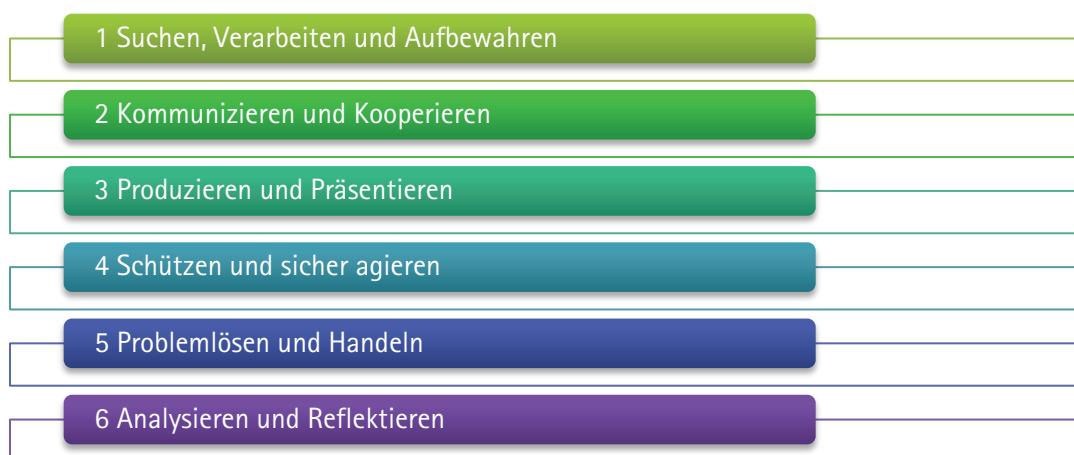 1 Suchen, Verarbeiten und Aufbewahren
2 Kommunizieren und Kooperieren
3 Produzieren und Präsentieren
4 Schützen und sicher agieren
5 Problemlösen und Handeln
6 Analysieren und Reflektieren